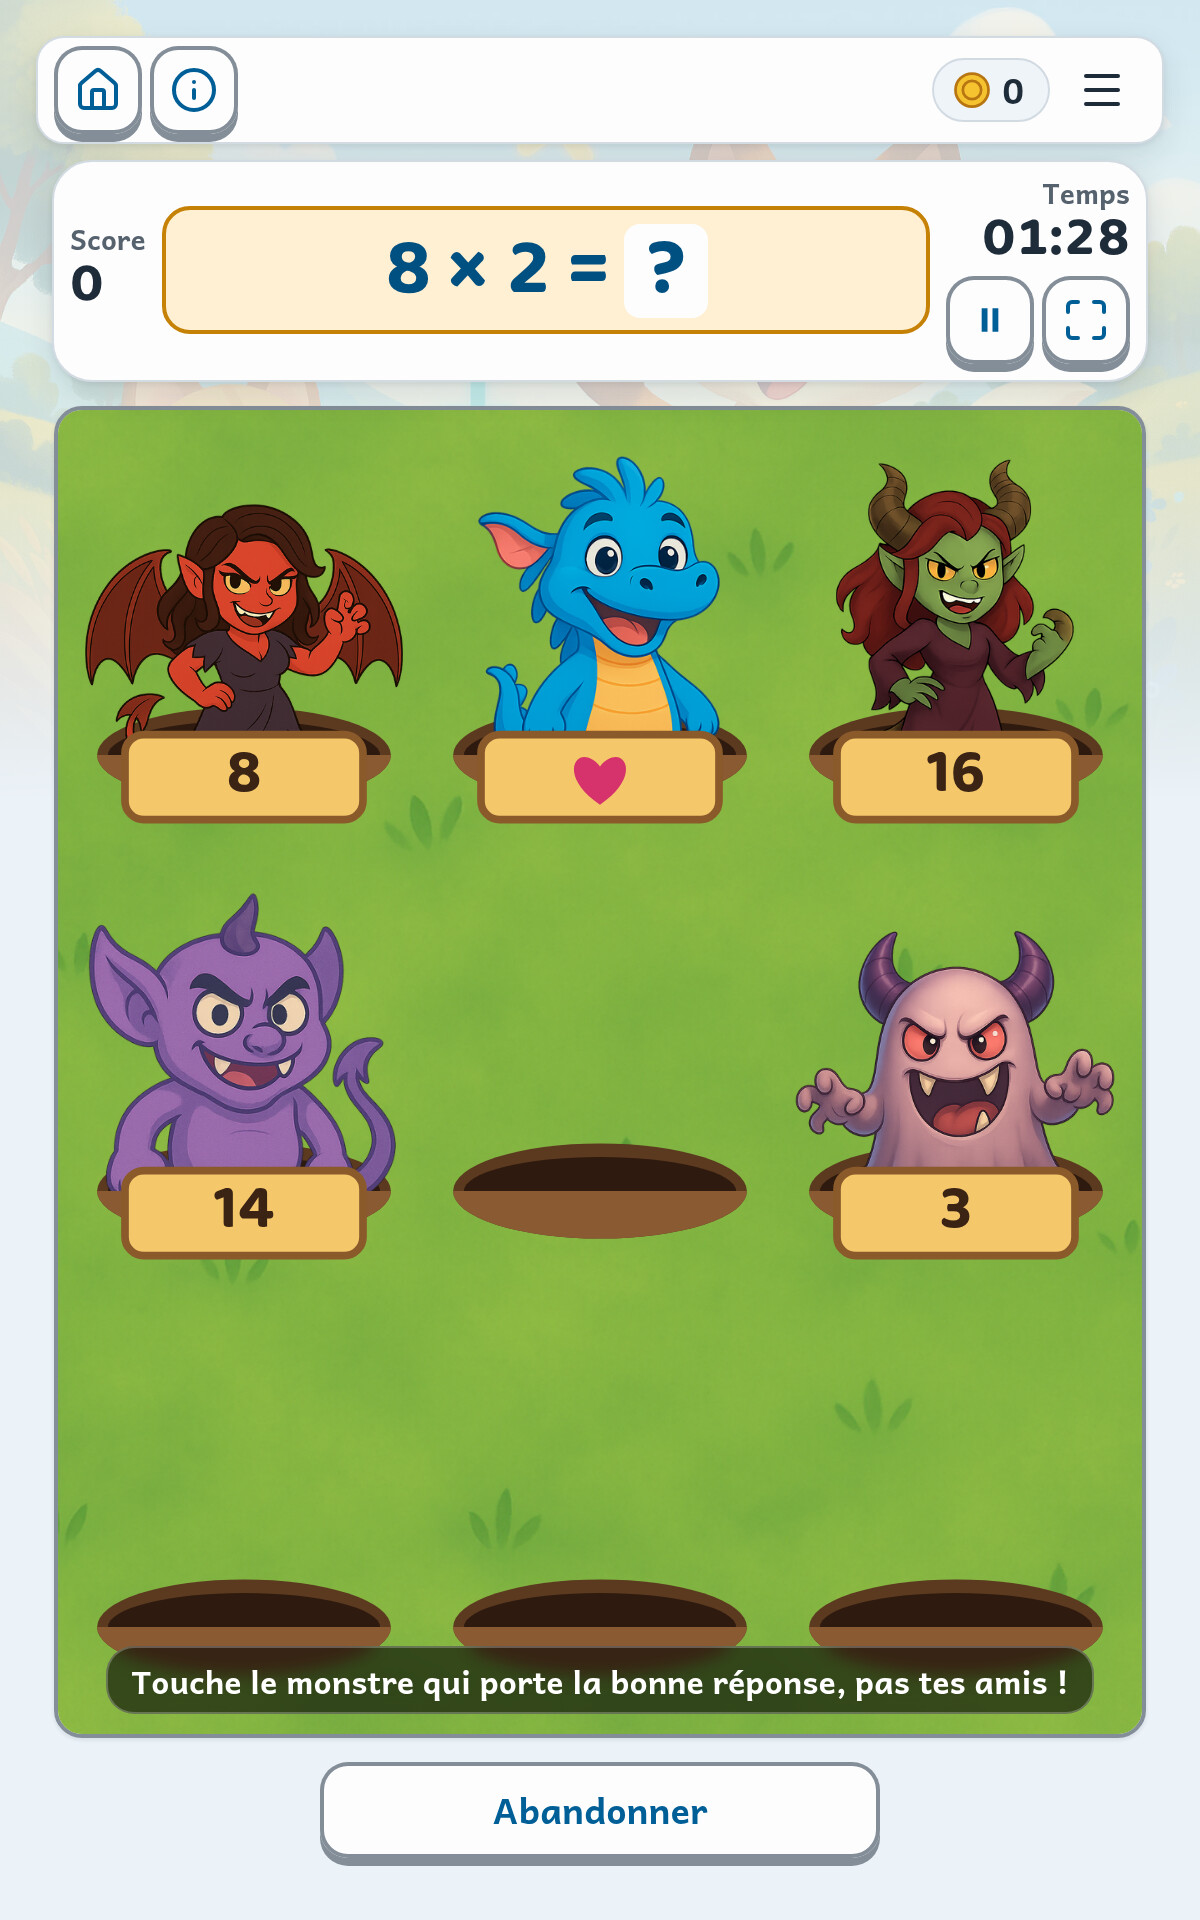 0
Score
0
8 × 2 = ?
Temps
01:28
8
16
14
3
Touche le monstre qui porte la bonne réponse, pas tes amis !
Abandonner